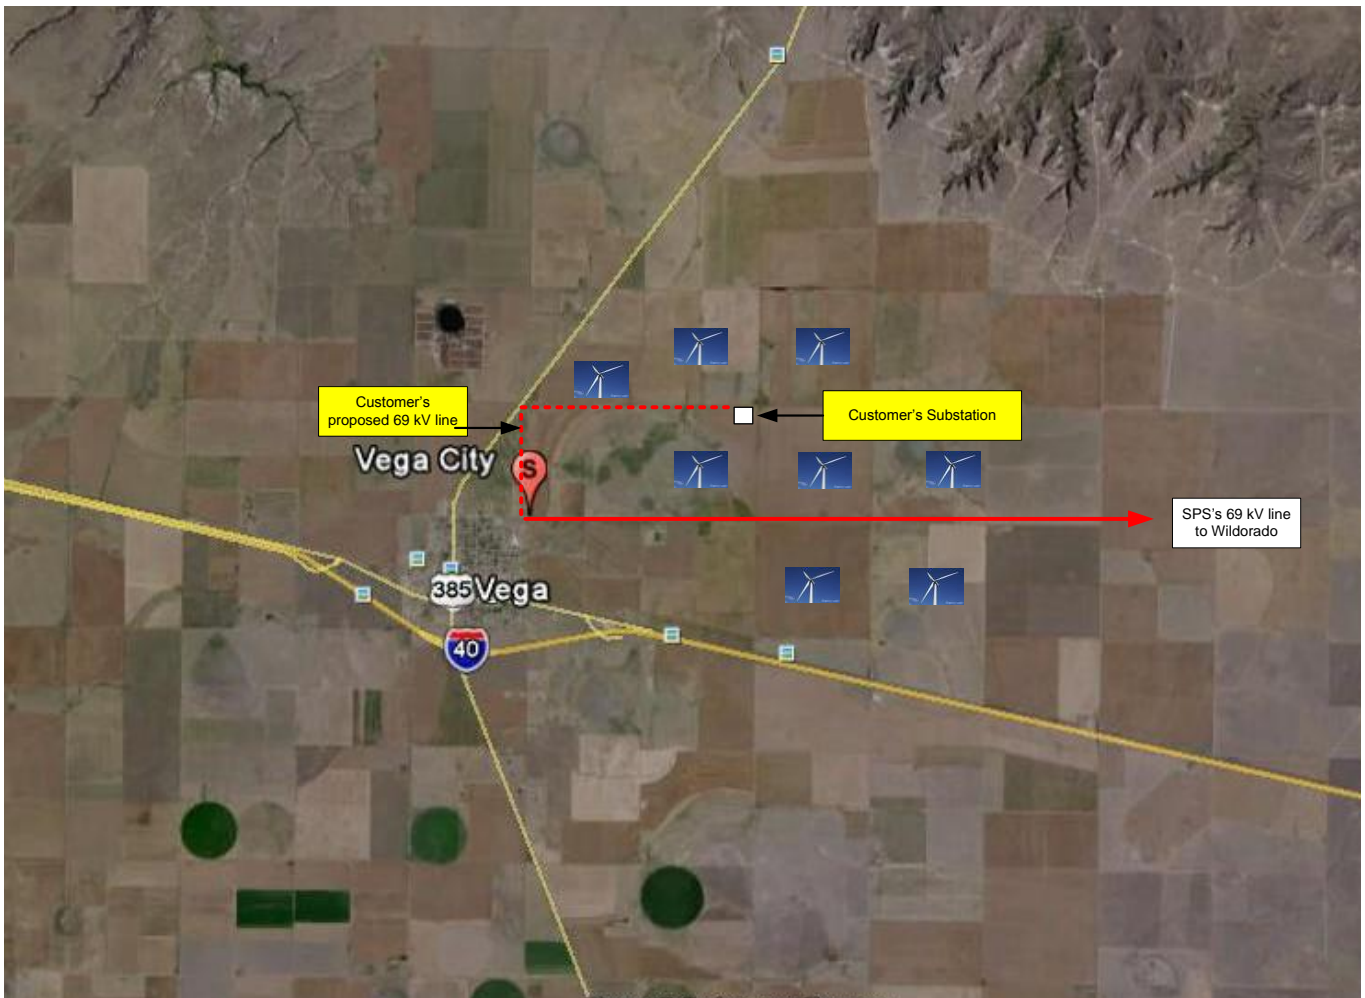 Customer's
proposed 69 kV line
Customer's Substation
Vega City
S
SPS's 69 kV line
to Wildorado
385
Vega
40